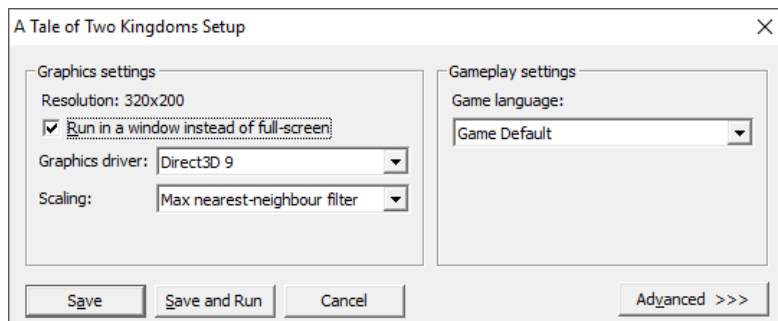 A Tale of Two Kingdoms Setup
Graphics settings
Resolution: 320x200
Run in a window instead of full-screen
Graphics driver: Direct3D 9
Scaling: Max nearest-neighbour filter
Gameplay settings
Game language:
Game Default
Save Save and Run Cancel Advanced >>>